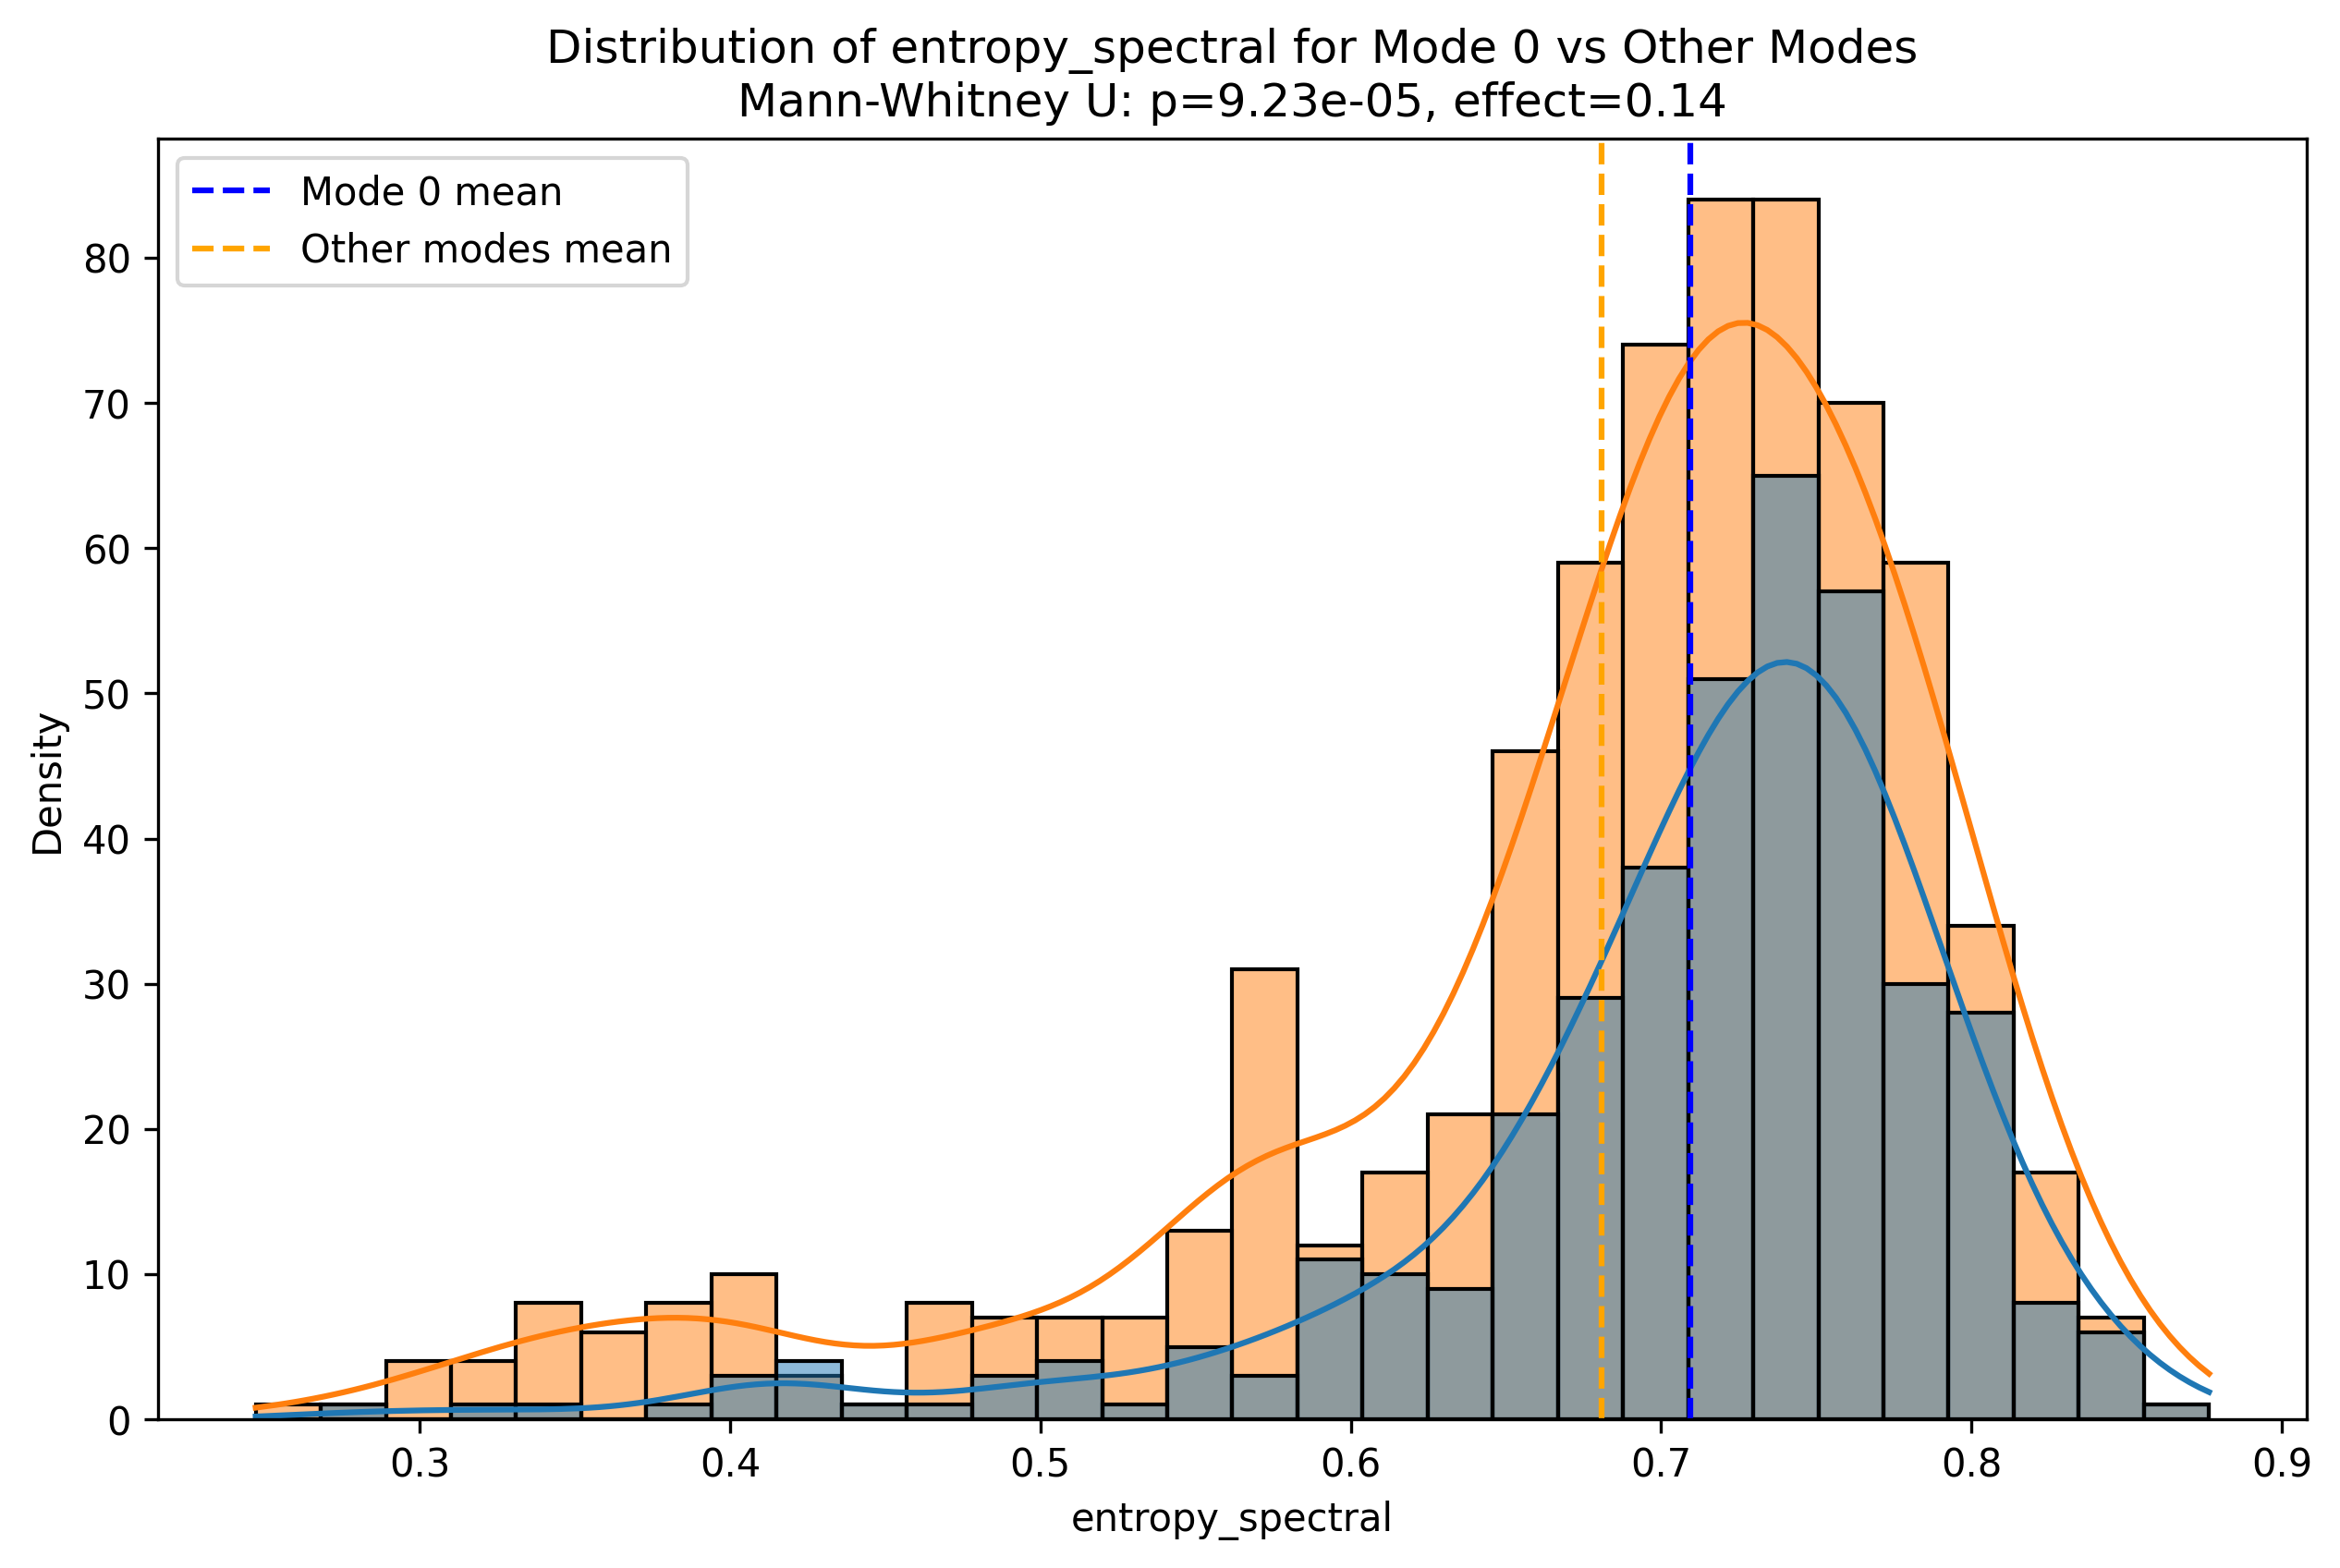 Distribution of entropy_spectral for Mode 0 vs Other Modes
Mann-Whitney U: p=9.23e-05, effect=0.14
Mode 0 mean
Other modes mean
Density
80
70
60
50
40
30
20
10
0
0.3 0.4 0.5 0.6 0.7 0.8 0.9
entropy_spectral